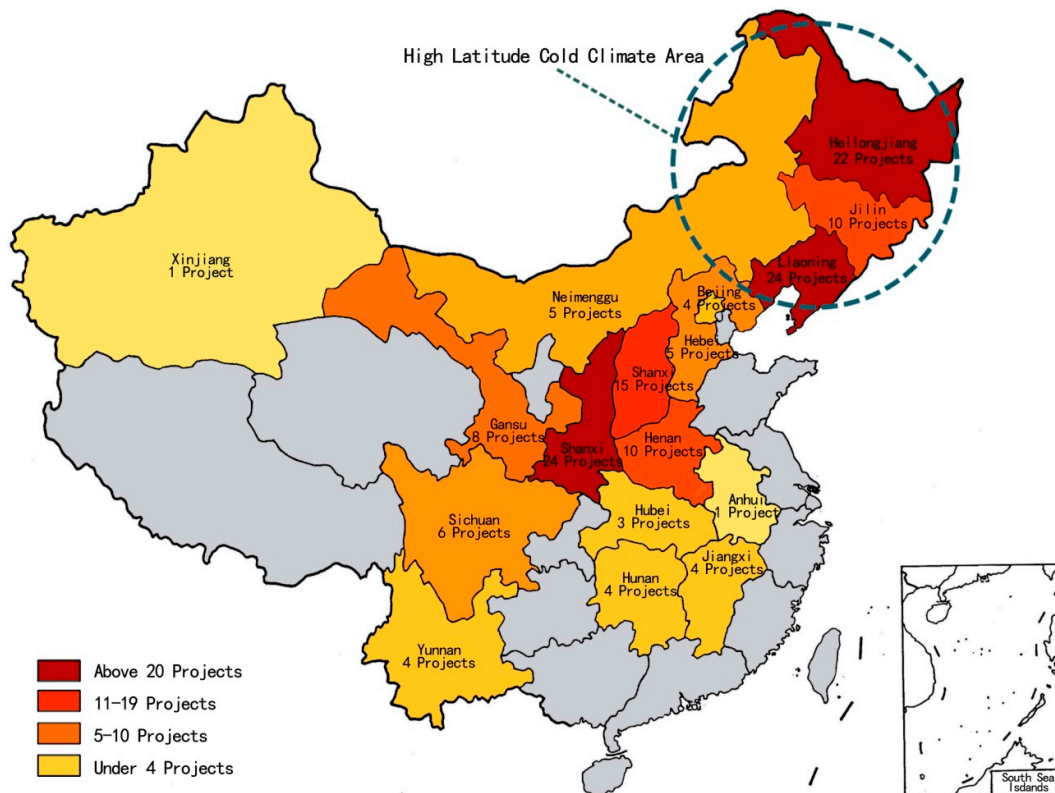 High Latitude Cold Climate Area
Heilongjiang
22 Projects
Jilin
10 Projects
Liaoning
24 Projects
Xinjiang
1 Project
Neimenggu
5 Projects
Beijing
4 Projects
Hebei
5 Projects
Shanxi
15 Projects
Gansu
8 Projects
Shanxi
24 Projects
Henan
10 Projects
Anhui
1 Project
Sichuan
6 Projects
Hubei
3 Projects
Jiangxi
4 Projects
Hunan
4 Projects
Yunnan
4 Projects
Above 20 Projects
11-19 Projects
5-10 Projects
Under 4 Projects
South Sea
Isdands